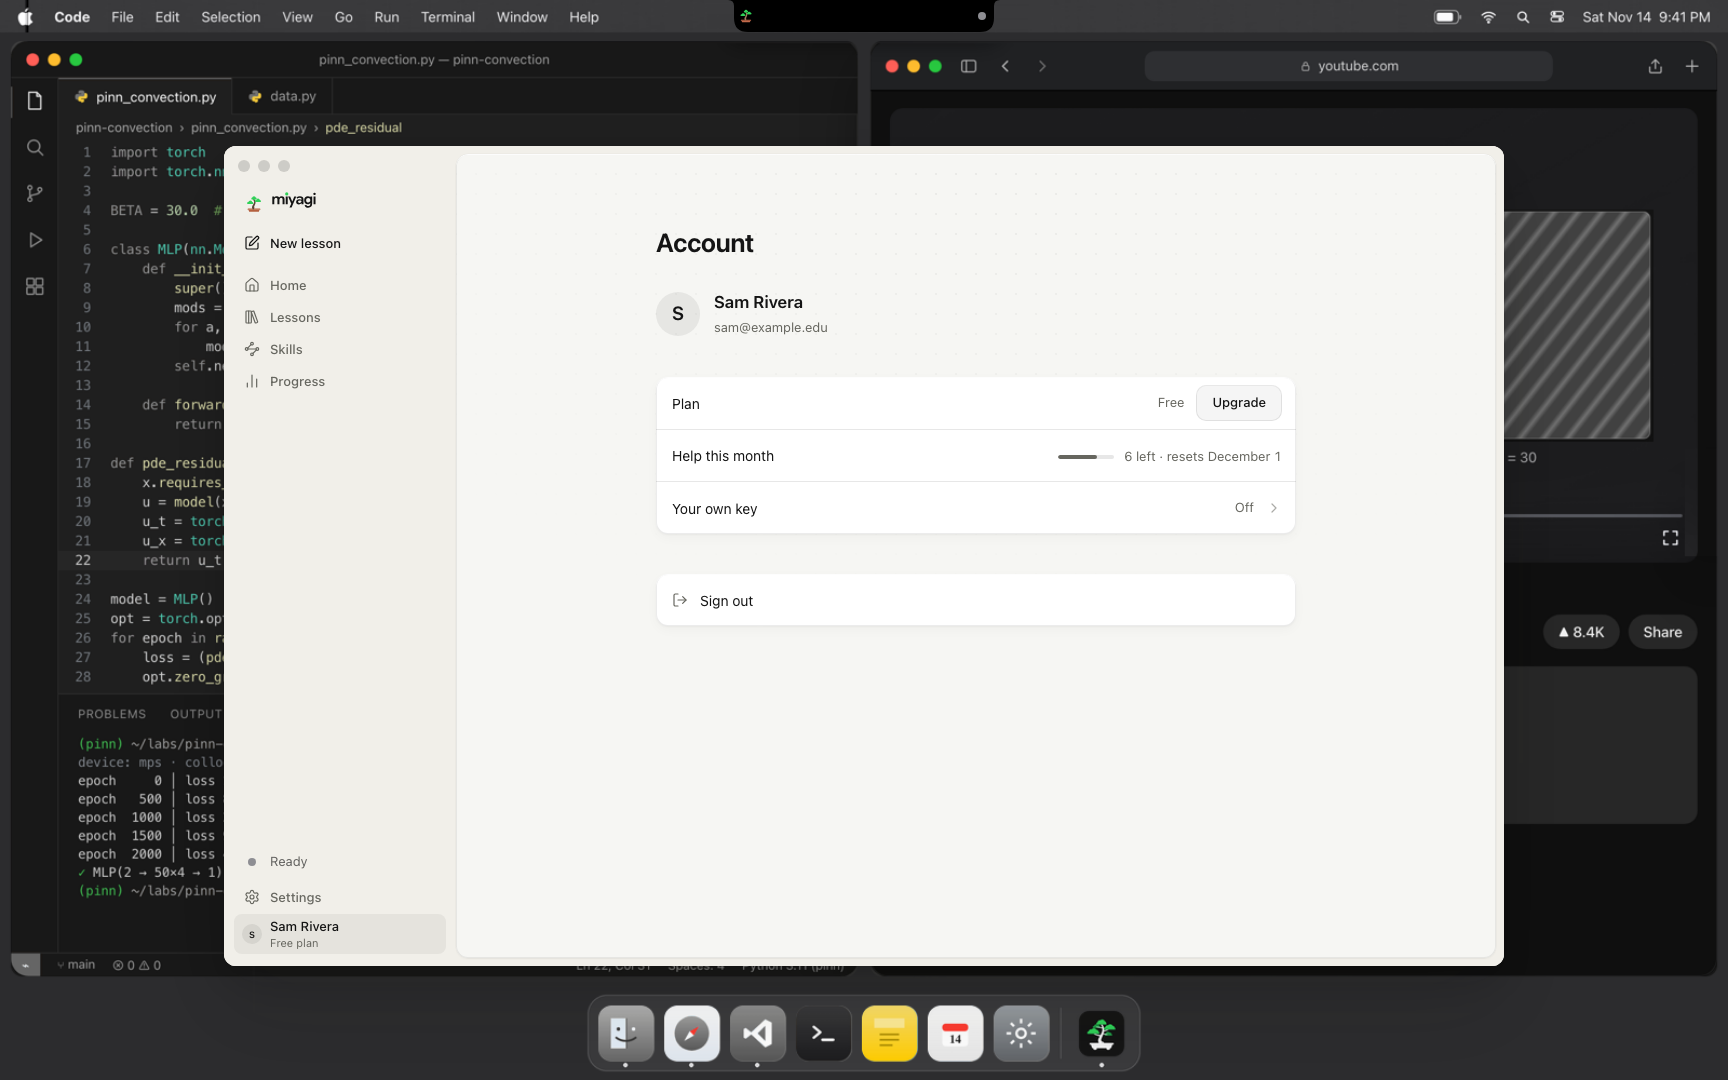 Code File Edit Selection View Go Run Terminal Window Help
Sat Nov 14 9:41 PM
pinn_convection.py — pinn-convection
pinn_convection.py
data.py
pinn-convection › pinn_convection.py › pde_residual
1 import torch
2 import torch.n
3
4 BETA = 30.0 #
5
6 class MLP(nn.M
7 def __init_
8 super(
9 mods =
10 for a,
11 mo
12 self.n
13
14 def forwar
15 return
16
17 def pde_residu
18 x.requires_
19 u = model(
20 u_t = torc
21 u_x = torc
22 return u_t
23
24 model = MLP()
25 opt = torch.op
26 for epoch in r
27 loss = (pd
28 opt.zero_g
PROBLEMS OUTPUT
(pinn) ~/labs/pinn-
device: mps · collo
epoch 0 │ loss
epoch 500 │ loss
epoch 1000 │ loss
epoch 1500 │ loss
epoch 2000 │ loss
✓ MLP(2 → 50×4 → 1)
(pinn) ~/labs/pinn-
main 0 0
youtube.com
= 30
8.4K
Share
miyagi
New lesson
Home
Lessons
Skills
Progress
Ready
Settings
S
Sam Rivera
Free plan
Account
S
Sam Rivera
sam@example.edu
Plan Free Upgrade
Help this month 6 left · resets December 1
Your own key Off
Sign out
14